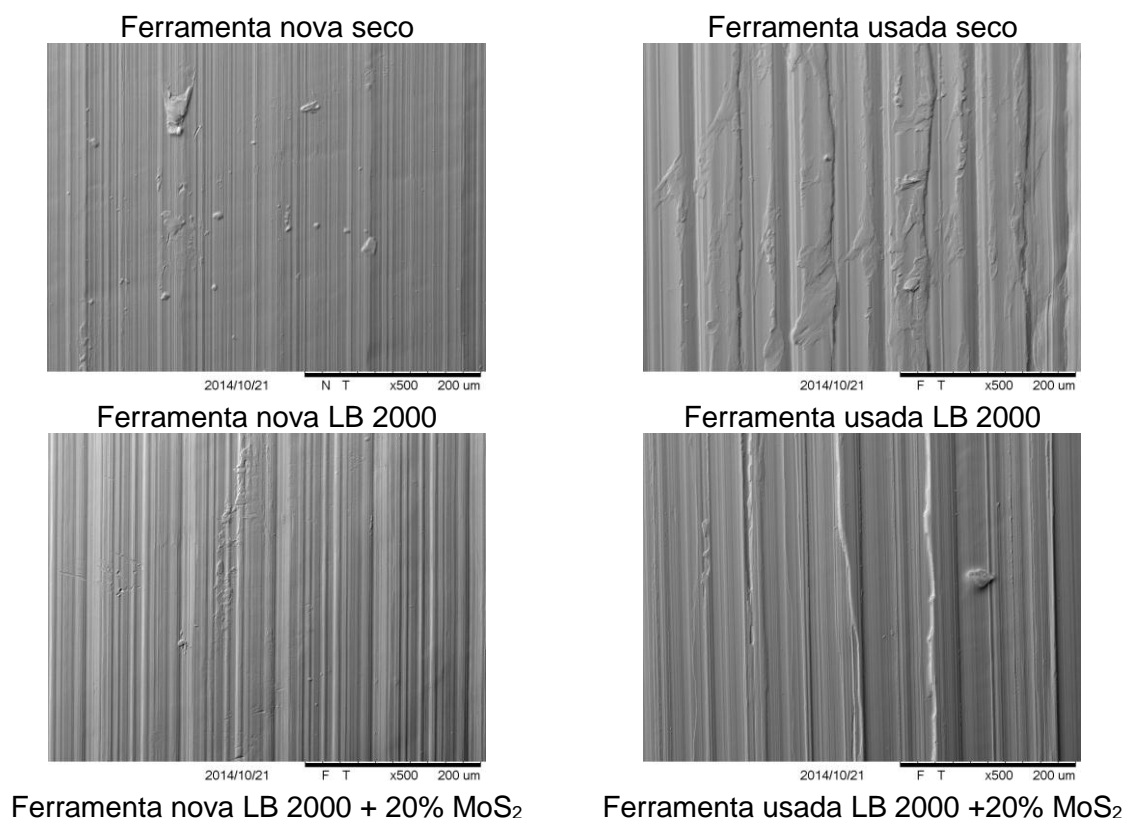 Ferramenta nova seco
Ferramenta usada seco
2014/10/21 N T x500 200 um
2014/10/21 F T x500 200 um
Ferramenta nova LB 2000
Ferramenta usada LB 2000
2014/10/21 F T x500 200 um
2014/10/21 F T x500 200 um
Ferramenta nova LB 2000 + 20% MoS₂
Ferramenta usada LB 2000 +20% MoS₂